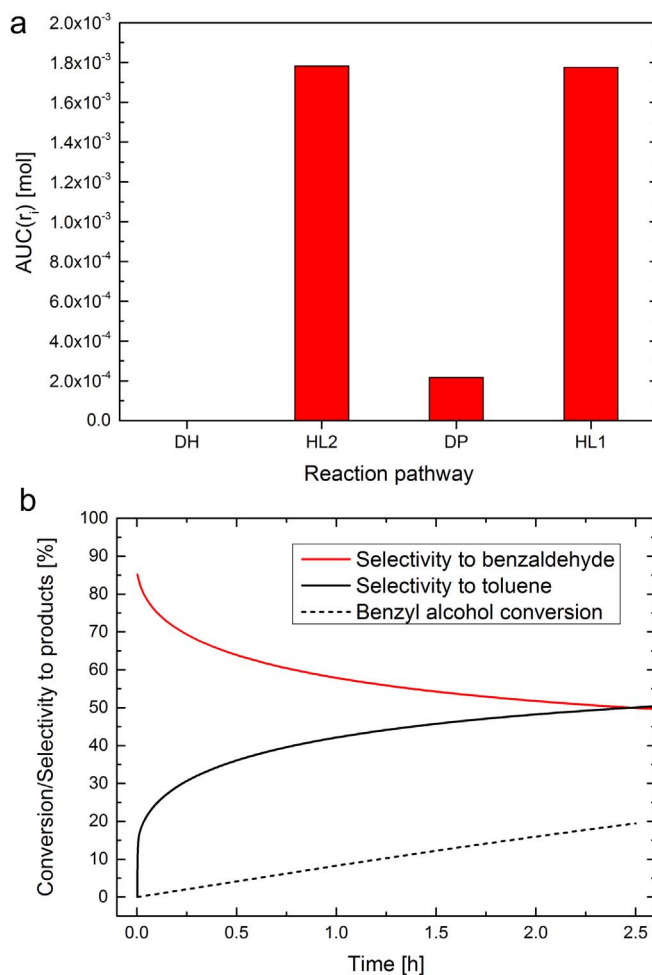 a
2.0x10⁻³
1.8x10⁻³
1.6x10⁻³
1.4x10⁻³
1.2x10⁻³
1.0x10⁻³
8.0x10⁻⁴
6.0x10⁻⁴
4.0x10⁻⁴
2.0x10⁻⁴
0.0
AUC(rᵢ) [mol]
DH HL2 DP HL1
Reaction pathway
b
100
90
80
70
60
50
40
30
20
10
0
Conversion/Selectivity to products [%]
Selectivity to benzaldehyde
Selectivity to toluene
Benzyl alcohol conversion
0.0 0.5 1.0 1.5 2.0 2.5
Time [h]